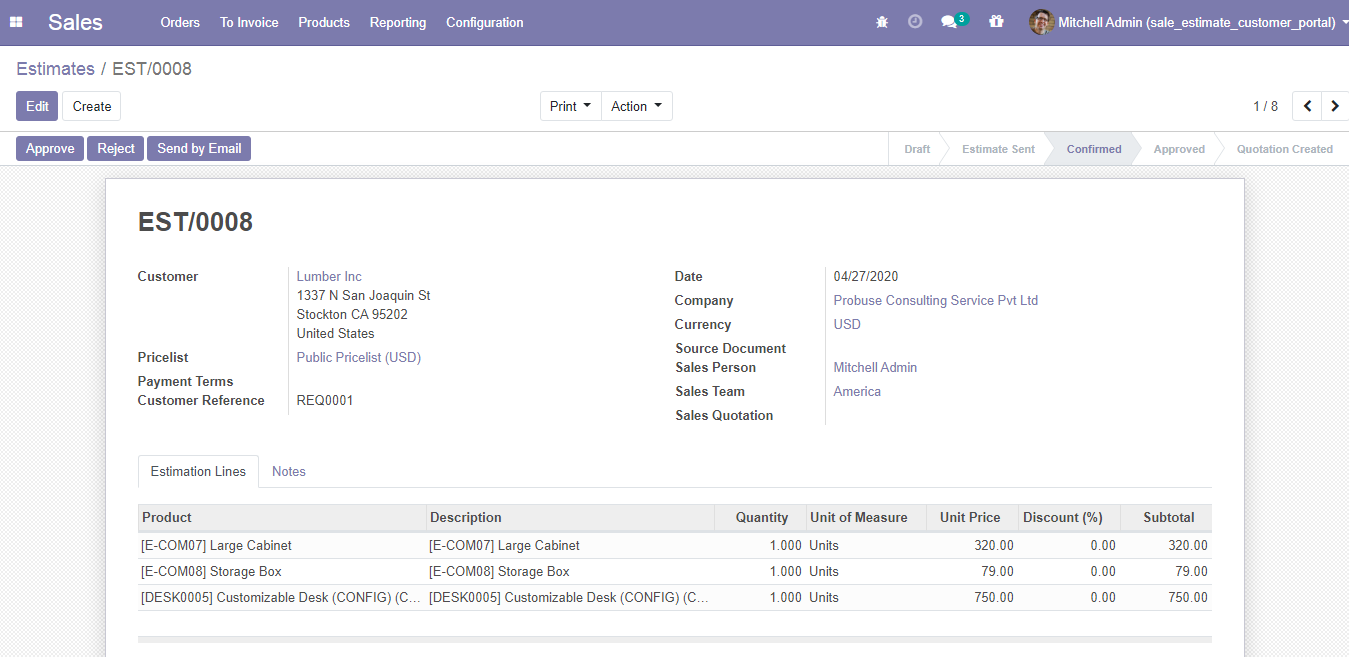 Sales Orders To Invoice Products Reporting Configuration 3 Mitchell Admin (sale_estimate_customer_portal)
Estimates / EST/0008
Edit Create Print Action 1 / 8
Approve Reject Send by Email Draft Estimate Sent Confirmed Approved Quotation Created
EST/0008
Customer Lumber Inc Date 04/27/2020
1337 N San Joaquin St
Company Probuse Consulting Service Pvt Ltd
Stockton CA 95202
Currency USD
United States
Source Document
Pricelist Public Pricelist (USD)
Sales Person Mitchell Admin
Payment Terms
Sales Team America
Customer Reference REQ0001
Sales Quotation
Estimation Lines Notes
Product Description Quantity Unit of Measure Unit Price Discount (%) Subtotal
[E-COM07] Large Cabinet [E-COM07] Large Cabinet 1.000 Units 320.00 0.00 320.00
[E-COM08] Storage Box [E-COM08] Storage Box 1.000 Units 79.00 0.00 79.00
[DESK0005] Customizable Desk (CONFIG) (C... [DESK0005] Customizable Desk (CONFIG) (C... 1.000 Units 750.00 0.00 750.00